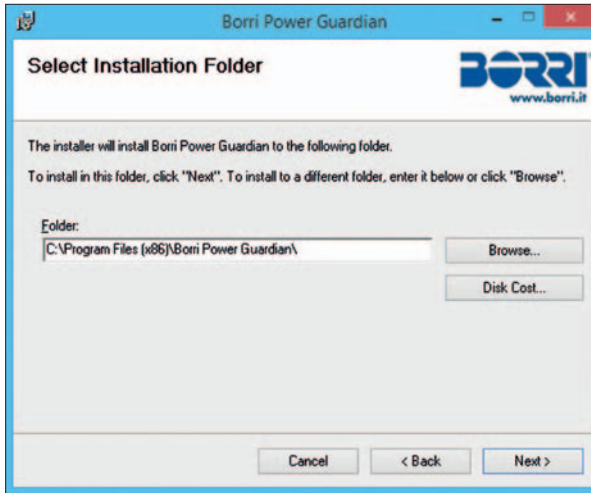 Borri Power Guardian
Select Installation Folder
BORRI
www.borri.it
The installer will install Borri Power Guardian to the following folder.
To install in this folder, click "Next". To install to a different folder, enter it below or click "Browse".
Folder:
C:\Program Files (x86)\Borri Power Guardian\
Browse...
Disk Cost...
Cancel
< Back
Next >